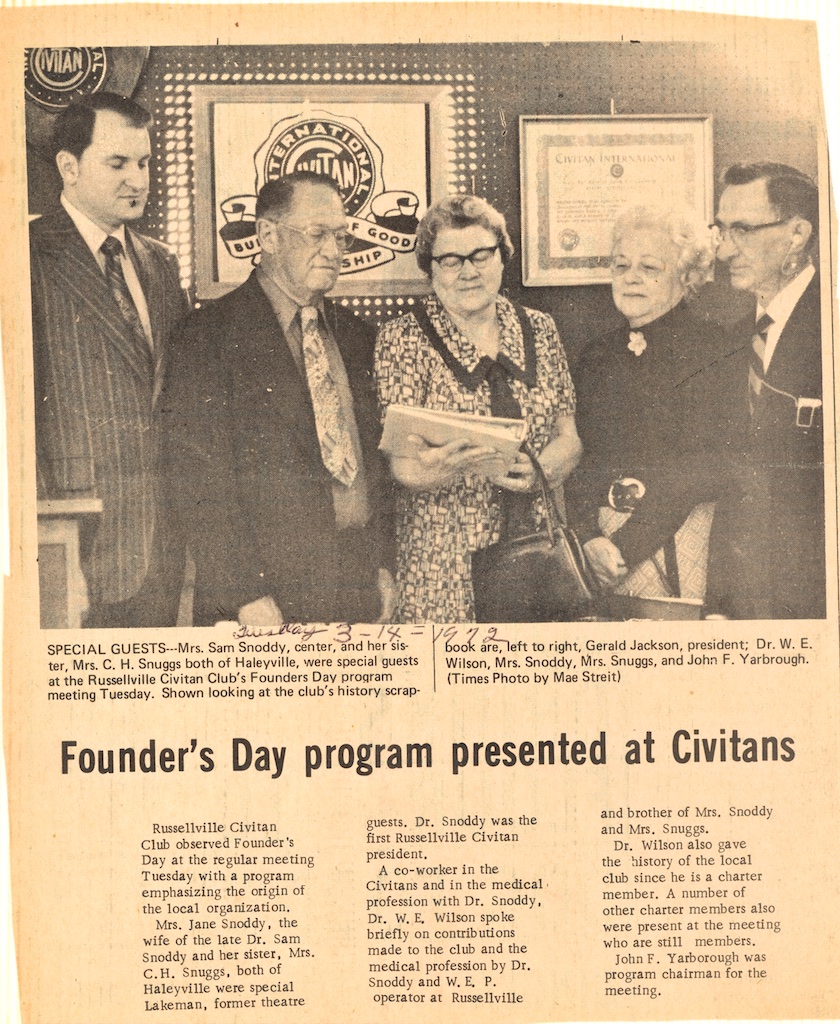 CIVITAN
INTERNATIONAL
CIVITAN
BUILDERS OF GOOD
CITIZENSHIP
CIVITAN INTERNATIONAL
Tuesday 3-14-1972
SPECIAL GUESTS---Mrs. Sam Snoddy, center, and her sis-
ter, Mrs. C. H. Snuggs both of Haleyville, were special guests
at the Russellville Civitan Club's Founders Day program
meeting Tuesday. Shown looking at the club's history scrap-
book are, left to right, Gerald Jackson, president; Dr. W. E.
Wilson, Mrs. Snoddy, Mrs. Snuggs, and John F. Yarbrough.
(Times Photo by Mae Streit)
Founder's Day program presented at Civitans
Russellville Civitan
Club observed Founder's
Day at the regular meeting
Tuesday with a program
emphasizing the origin of
the local organization.
Mrs. Jane Snoddy, the
wife of the late Dr. Sam
Snoddy and her sister, Mrs.
C.H. Snuggs, both of
Haleyville were special
Lakeman, former theatre
guests. Dr. Snoddy was the
first Russellville Civitan
president.
A co-worker in the
Civitans and in the medical
profession with Dr. Snoddy,
Dr. W. E. Wilson spoke
briefly on contributions
made to the club and the
medical profession by Dr.
Snoddy and W. E. P.
operator at Russellville
and brother of Mrs. Snoddy
and Mrs. Snuggs.
Dr. Wilson also gave
the history of the local
club since he is a charter
member. A number of
other charter members also
were present at the meeting
who are still members.
John F. Yarborough was
program chairman for the
meeting.